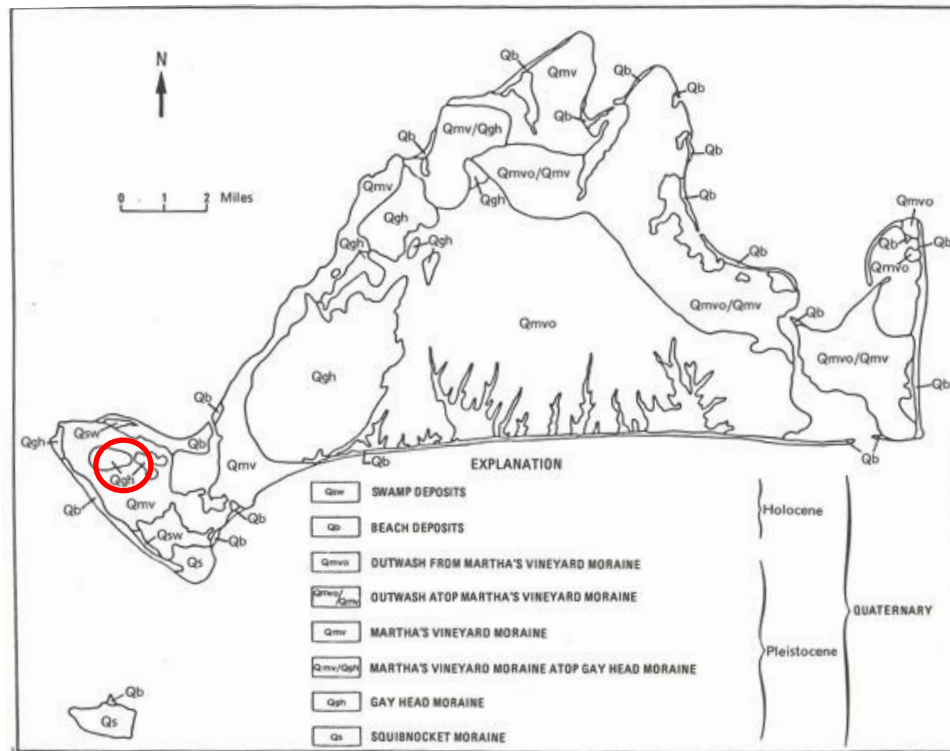 N
0 1 2 Miles
Qb
Qmv
Qb
Qb
Qb
Qmv/Qgh
Qb
Qb
Qmvo/Qmv
Qmv
Qgh
Qb
Qgh
Qb
Qmvo
Qgh
Qgh
Qb
Qb
Qb
Qmvo
Qmvo/Qmv
Qmvo
Qb
Qmvo/Qmv
Qgh
Qb
Qb
Qsw
Qgh
Qb
Qb
Qmv
Qb
Qgh
Qb
Qmv
Qb
Qsw
Qb
Qs
Qb
Qs
EXPLANATION
Qsw SWAMP DEPOSITS
Qb BEACH DEPOSITS
Holocene
Qmvo OUTWASH FROM MARTHA'S VINEYARD MORAINE
Qmvo/Qmv OUTWASH ATOP MARTHA'S VINEYARD MORAINE
QUATERNARY
Qmv MARTHA'S VINEYARD MORAINE
Pleistocene
Qmv/Qgh MARTHA'S VINEYARD MORAINE ATOP GAY HEAD MORAINE
Qgh GAY HEAD MORAINE
Qs SQUIBNOCKET MORAINE